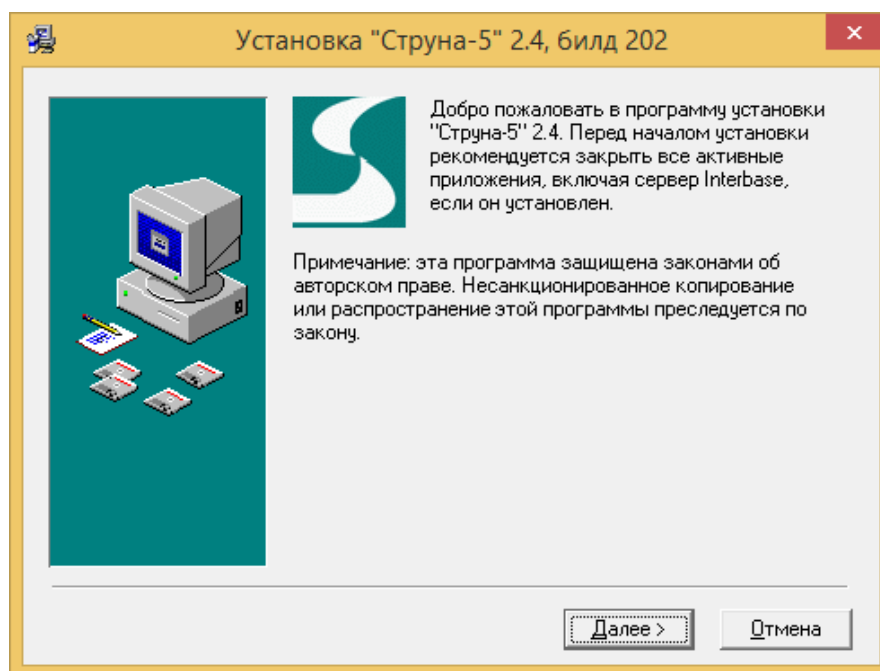 Установка "Струна-5" 2.4, билд 202
Добро пожаловать в программу установки
"Струна-5" 2.4. Перед началом установки
рекомендуется закрыть все активные
приложения, включая сервер Interbase,
если он установлен.
Примечание: эта программа защищена законами об
авторском праве. Несанкционированное копирование
или распространение этой программы преследуется по
закону.
Далее >
Отмена